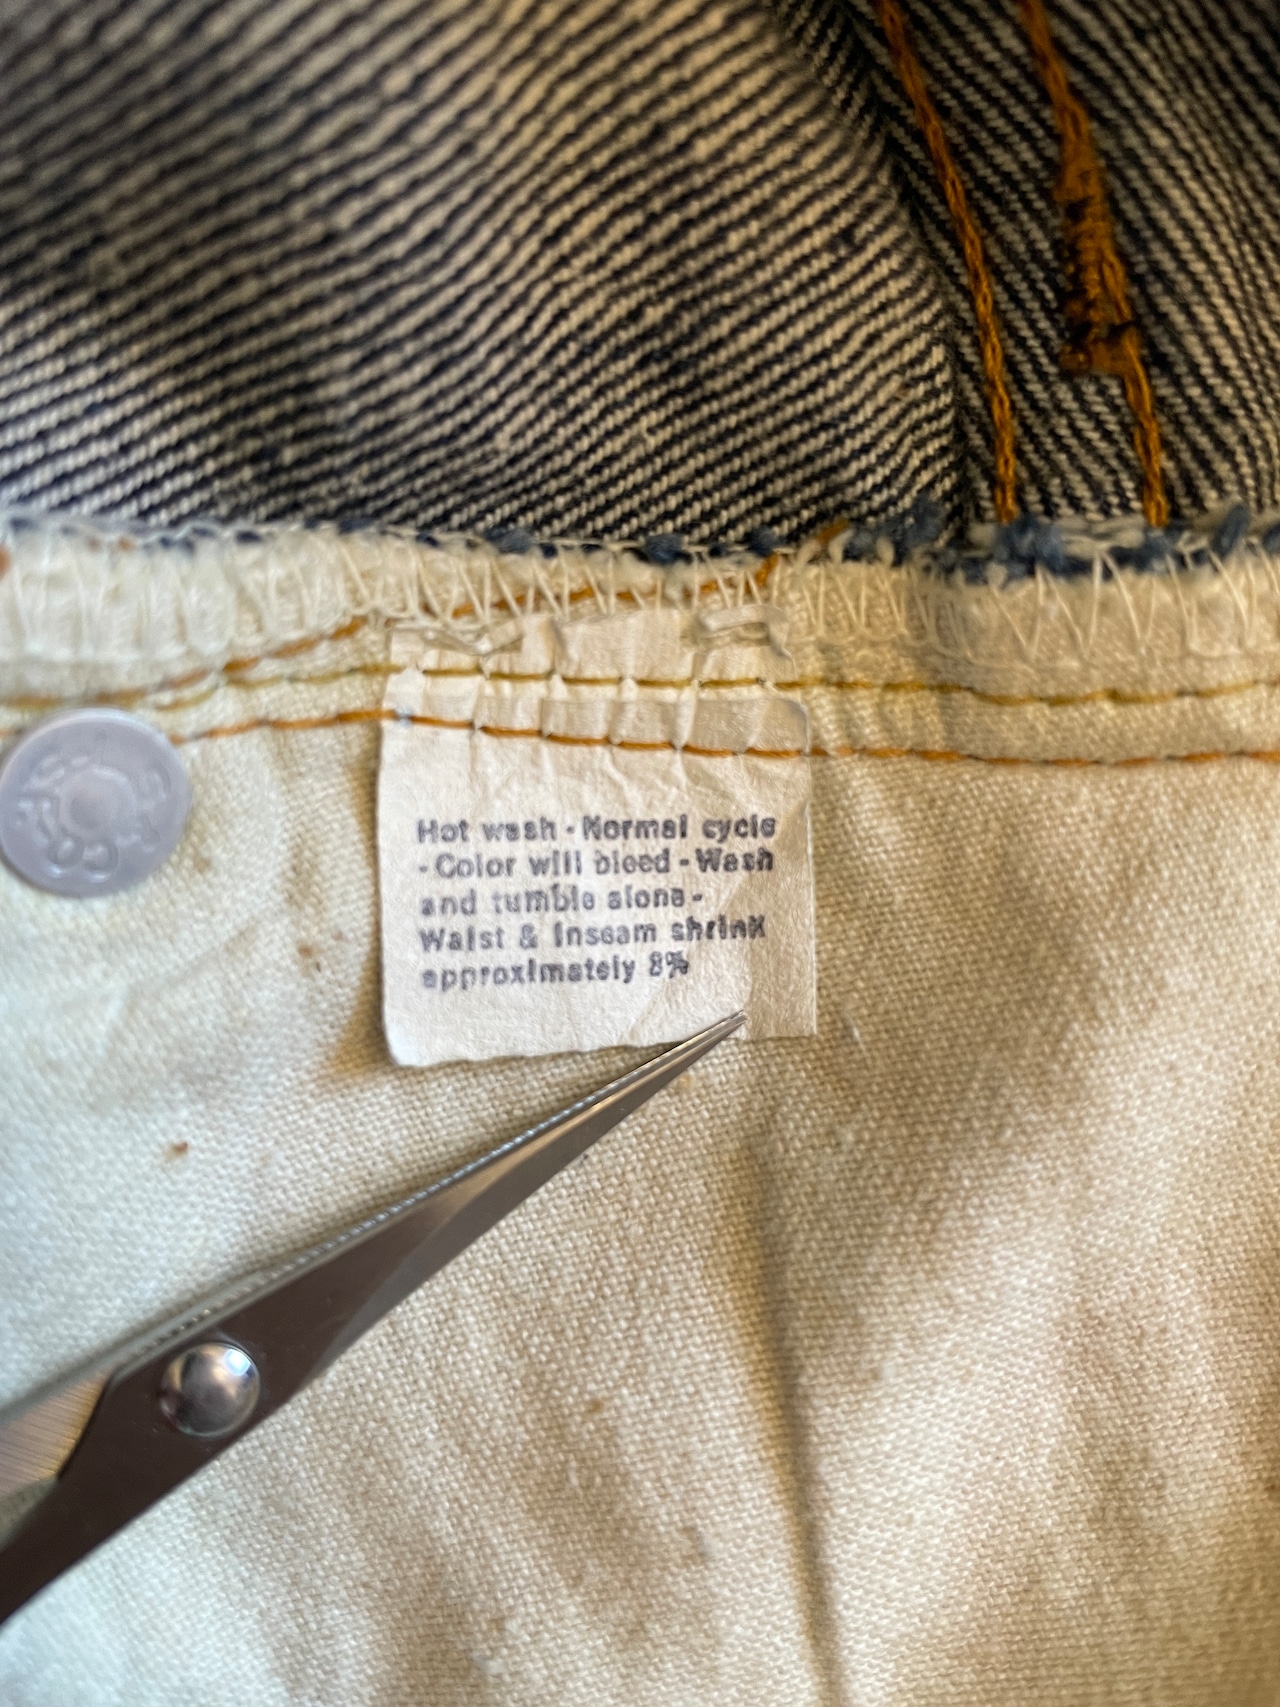 Hot wash - Normal cycle
- Color will bleed - Wash
and tumble alone -
Waist & Inseam shrink
approximately 8%